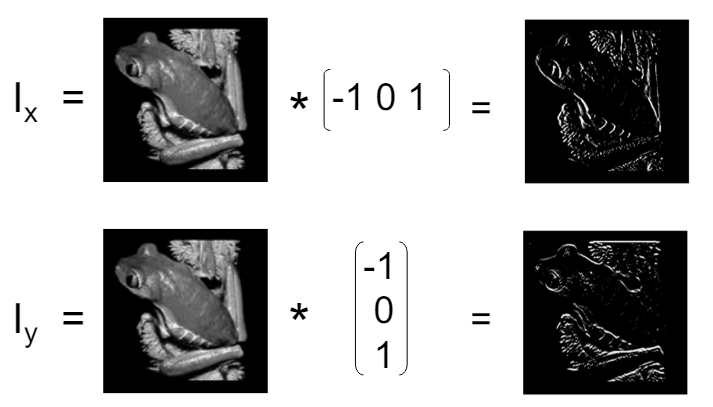 Ix = * [-1 0 1] =
Iy = *
[-1
0
1] =